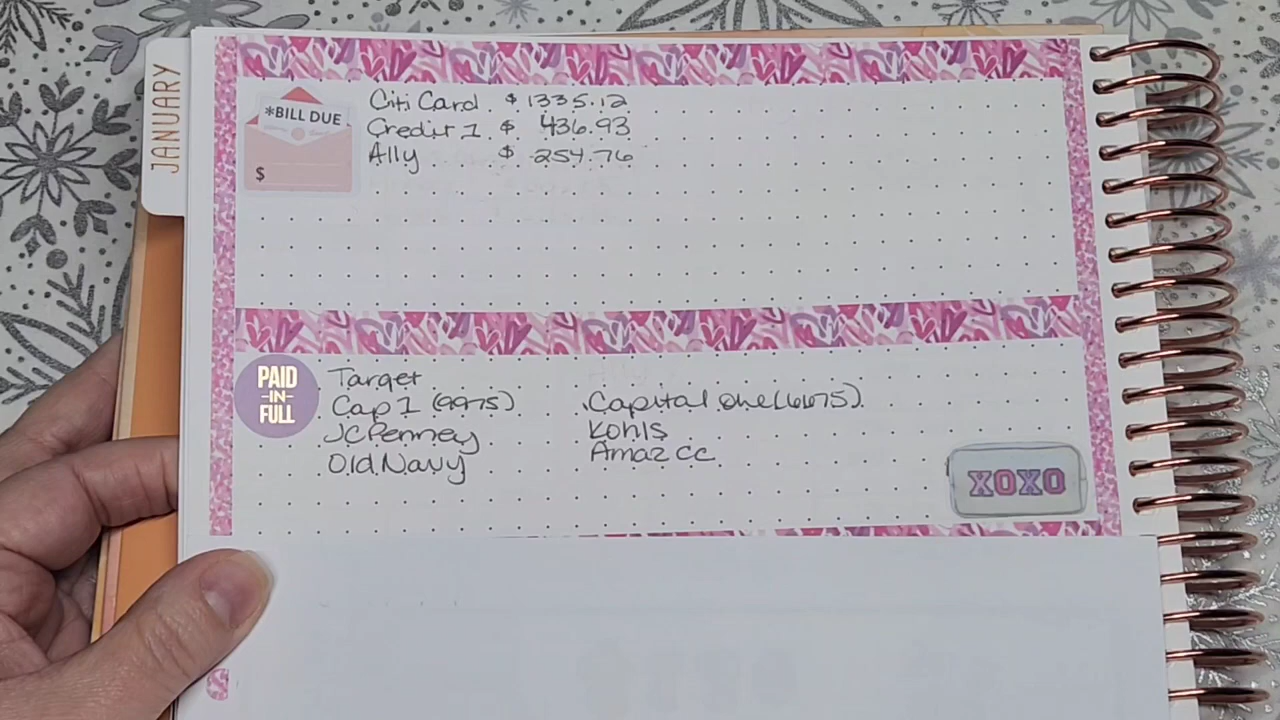 JANUARY
*BILL DUE
$
Citi Card $ 1335.12
Credit 1 $ 436.93
Ally $ 254.76
PAID
-IN-
FULL
Target
Cap 1 (9975)
JCPenney
Old Navy
Capital One (6675)
Kohls
Amaz CC
XOXO